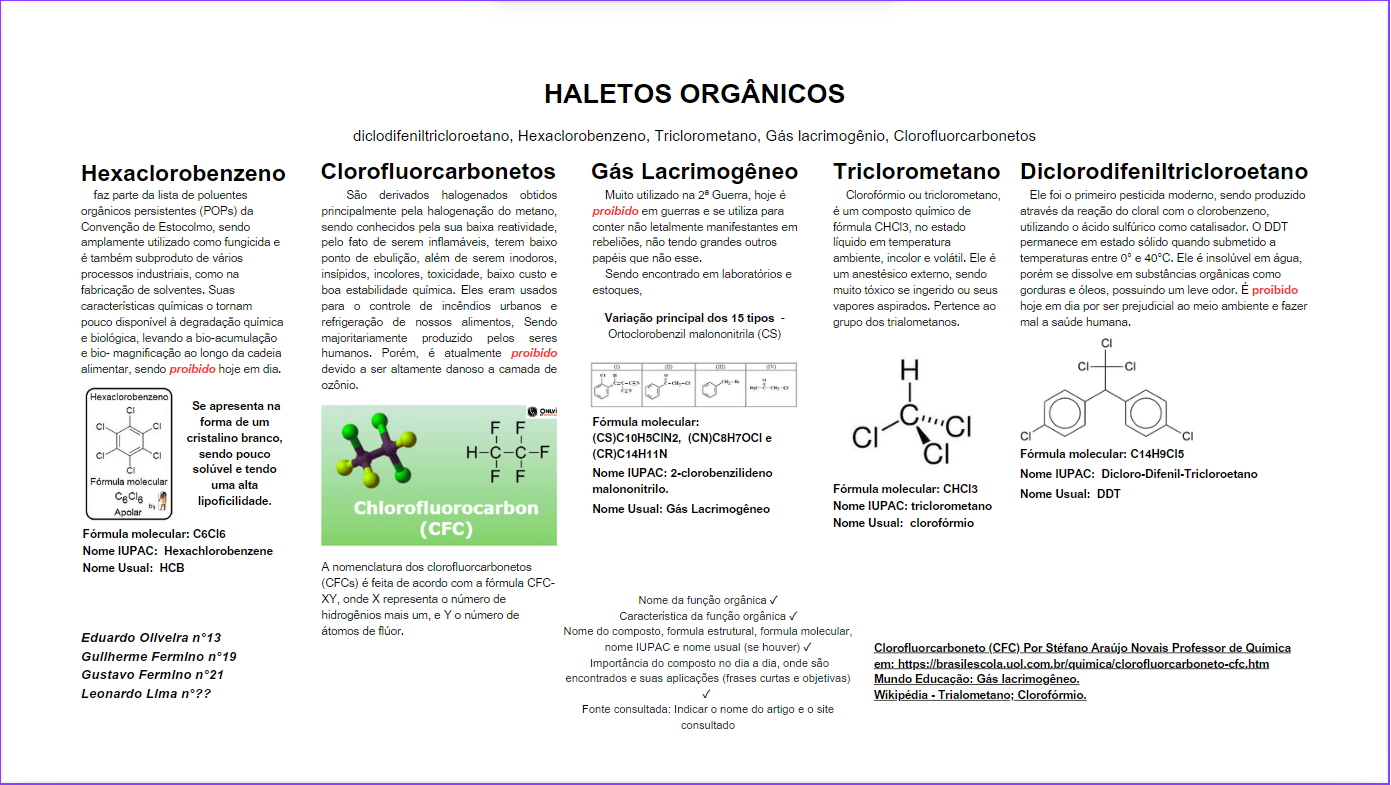 HALETOS ORGÂNICOS
diclodifeniltricloroetano, Hexaclorobenzeno, Triclorometano, Gás lacrimogênio, Clorofluorcarbonetos
Hexaclorobenzeno
faz parte da lista de poluentes
orgânicos persistentes (POPs) da
Convenção de Estocolmo, sendo
amplamente utilizado como fungicida e
é também subproduto de vários
processos industriais, como na
fabricação de solventes. Suas
características químicas o tornam
pouco disponível à degradação química
e biológica, levando a bio-acumulação
e bio- magnificação ao longo da cadeia
alimentar, sendo proibido hoje em dia.
Hexaclorobenzeno
Cl
Cl Cl
Cl Cl
Cl
Fórmula molecular
C6Cl6
by
Apolar
Se apresenta na
forma de um
cristalino branco,
sendo pouco
solúvel e tendo
uma alta
lipoficilidade.
Fórmula molecular: C6Cl6
Nome IUPAC: Hexachlorobenzene
Nome Usual: HCB
Eduardo Oliveira n°13
Guilherme Fermino n°19
Gustavo Fermino n°21
Leonardo Lima n°??
Clorofluorcarbonetos
São derivados halogenados obtidos
principalmente pela halogenação do metano,
sendo conhecidos pela sua baixa reatividade,
pelo fato de serem inflamáveis, terem baixo
ponto de ebulição, além de serem inodoros,
insípidos, incolores, toxicidade, baixo custo e
boa estabilidade química. Eles eram usados
para o controle de incêndios urbanos e
refrigeração de nossos alimentos, Sendo
majoritariamente produzido pelos seres
humanos. Porém, é atualmente proibido
devido a ser altamente danoso a camada de
ozônio.
F F
H-C-C-F
F F
Chlorofluorocarbon
(CFC)
A nomenclatura dos clorofluorcarbonetos
(CFCs) é feita de acordo com a fórmula CFC-
XY, onde X representa o número de
hidrogênios mais um, e Y o número de
átomos de flúor.
Gás Lacrimogêneo
Muito utilizado na 2ª Guerra, hoje é
proibido em guerras e se utiliza para
conter não letalmente manifestantes em
rebeliões, não tendo grandes outros
papéis que não esse.
Sendo encontrado em laboratórios e
estoques,
Variação principal dos 15 tipos -
Ortoclorobenzil malononitrila (CS)
(I) (II) (III) (IV)
Fórmula molecular:
(CS)C10H5ClN2, (CN)C8H7OCl e
(CR)C14H11N
Nome IUPAC: 2-clorobenzilideno
malononitrilo.
Nome Usual: Gás Lacrimogêneo
Nome da função orgânica ✓
Característica da função orgânica ✓
Nome do composto, formula estrutural, formula molecular,
nome IUPAC e nome usual (se houver) ✓
Importância do composto no dia a dia, onde são
encontrados e suas aplicações (frases curtas e objetivas)
✓
Fonte consultada: Indicar o nome do artigo e o site
consultado
Triclorometano
Clorofórmio ou triclorometano,
é um composto químico de
fórmula CHCl3, no estado
líquido em temperatura
ambiente, incolor e volátil. Ele é
um anestésico externo, sendo
muito tóxico se ingerido ou seus
vapores aspirados. Pertence ao
grupo dos trialometanos.
H
C
Cl Cl
Cl
Fórmula molecular: CHCl3
Nome IUPAC: triclorometano
Nome Usual: clorofórmio
Diclorodifeniltricloroetano
Ele foi o primeiro pesticida moderno, sendo produzido
através da reação do cloral com o clorobenzeno,
utilizando o ácido sulfúrico como catalisador. O DDT
permanece em estado sólido quando submetido a
temperaturas entre 0° e 40°C. Ele é insolúvel em água,
porém se dissolve em substâncias orgânicas como
gorduras e óleos, possuindo um leve odor. É proibido
hoje em dia por ser prejudicial ao meio ambiente e fazer
mal a saúde humana.
Cl
Cl Cl
Cl Cl
Fórmula molecular: C14H9Cl5
Nome IUPAC: Dicloro-Difenil-Tricloroetano
Nome Usual: DDT
Clorofluorcarboneto (CFC) Por Stéfano Araújo Novais Professor de Química
em: https://brasilescola.uol.com.br/quimica/clorofluorcarboneto-cfc.htm
Mundo Educação: Gás lacrimogêneo.
Wikipédia - Trialometano; Clorofórmio.